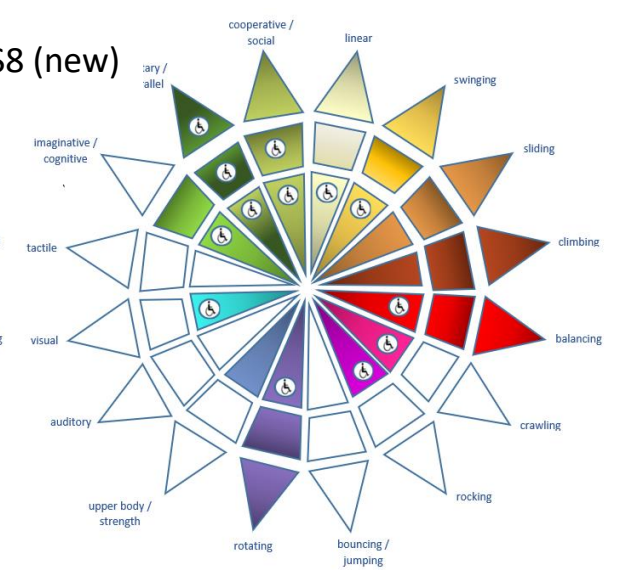 cooperative /
social
linear
S8 (new)
swinging
imaginative /
cognitive
sliding
tactile
climbing
visual
balancing
auditory
crawling
upper body /
strength
rocking
rotating
bouncing /
jumping